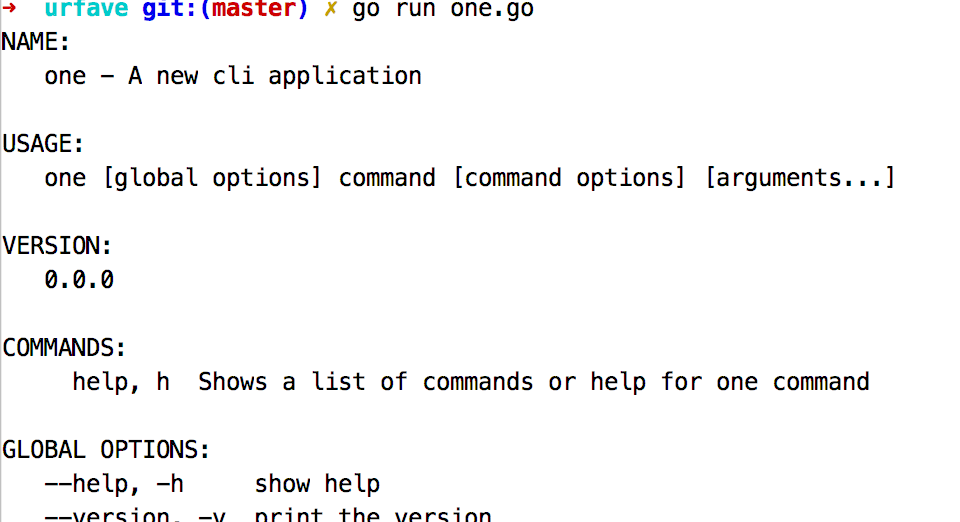 ➜ urfave git:(master) ✗ go run one.go
NAME:
one - A new cli application
USAGE:
one [global options] command [command options] [arguments...]
VERSION:
0.0.0
COMMANDS:
help, h  Shows a list of commands or help for one command
GLOBAL OPTIONS:
--help, -h     show help
--version, -v  print the version